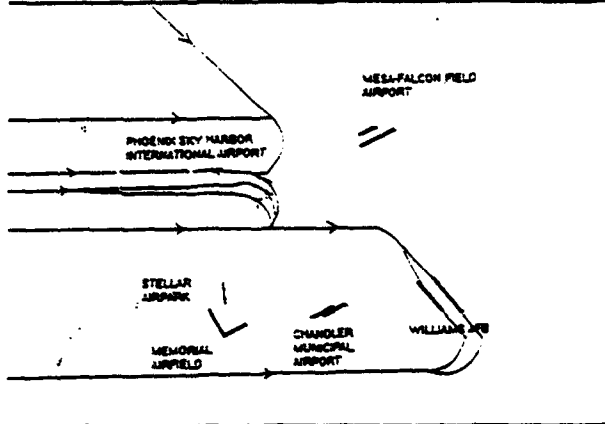 MESA-FALCON FIELD
AIRPORT
PHOENIX SKY HARBOR
INTERNATIONAL AIRPORT
STELLAR
AIRPARK
MEMORIAL
AIRFIELD
CHANDLER
MUNICIPAL
AIRPORT
WILLIAMS AFB